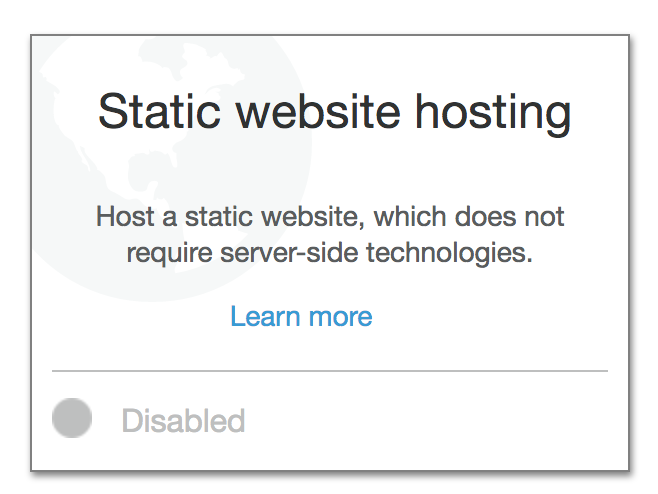 Static website hosting
Host a static website, which does not
require server-side technologies.
Learn more
Disabled